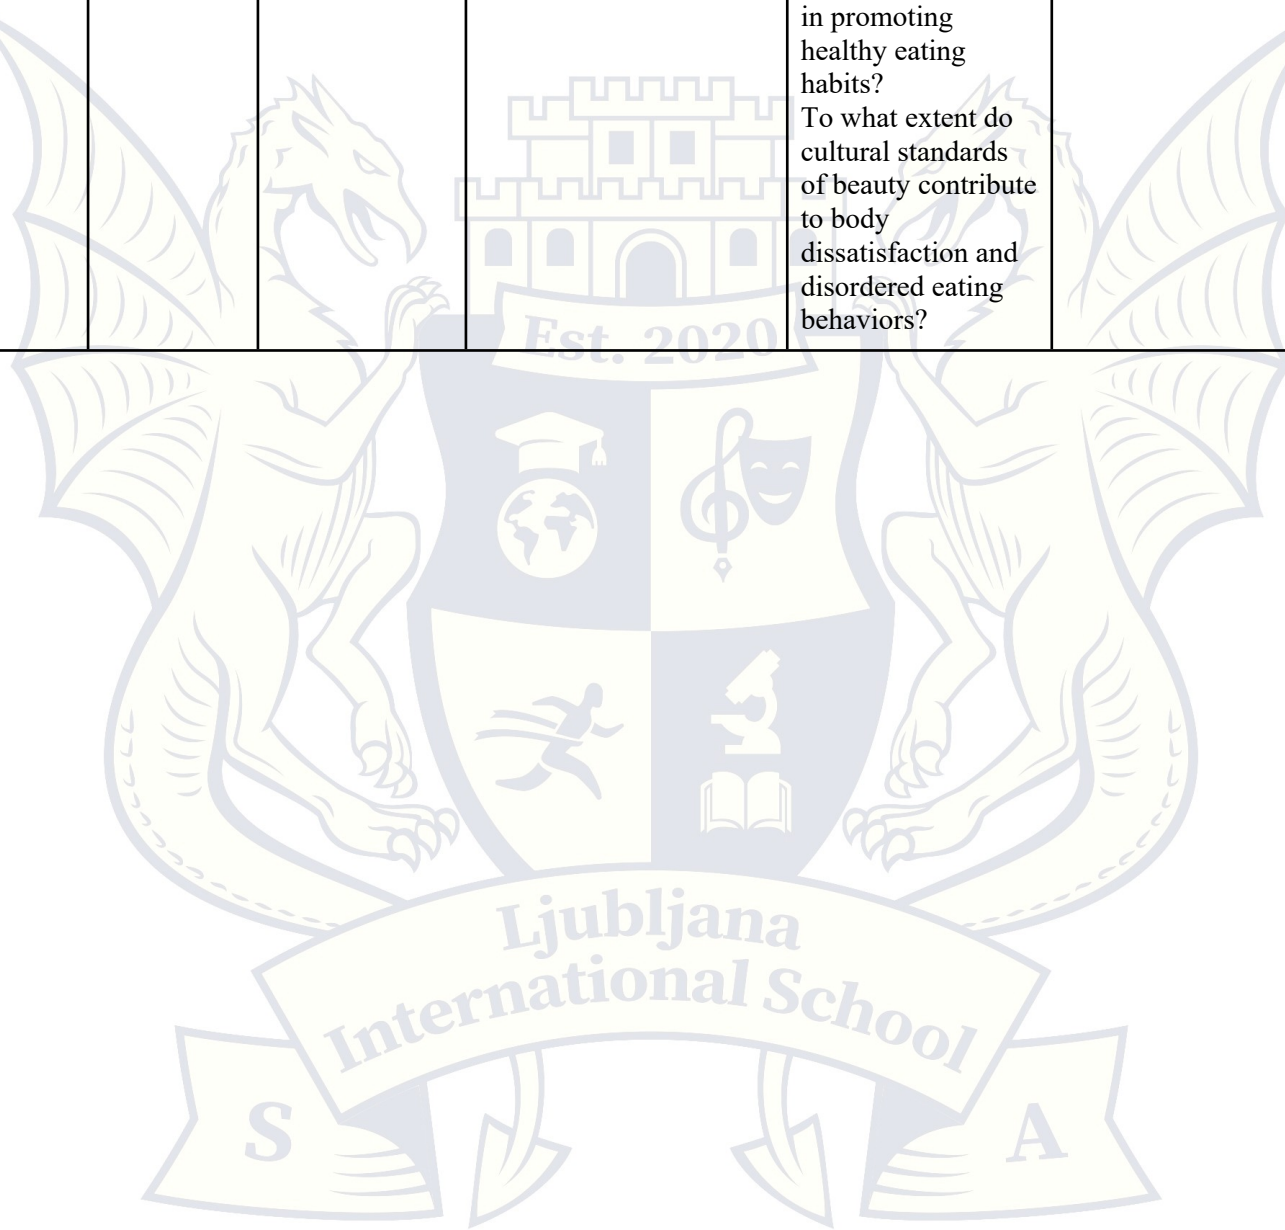 in promoting
healthy eating
habits?
To what extent do
cultural standards
of beauty contribute
to body
dissatisfaction and
disordered eating
behaviors?
Est. 2020
Ljubljana
International School
S
A